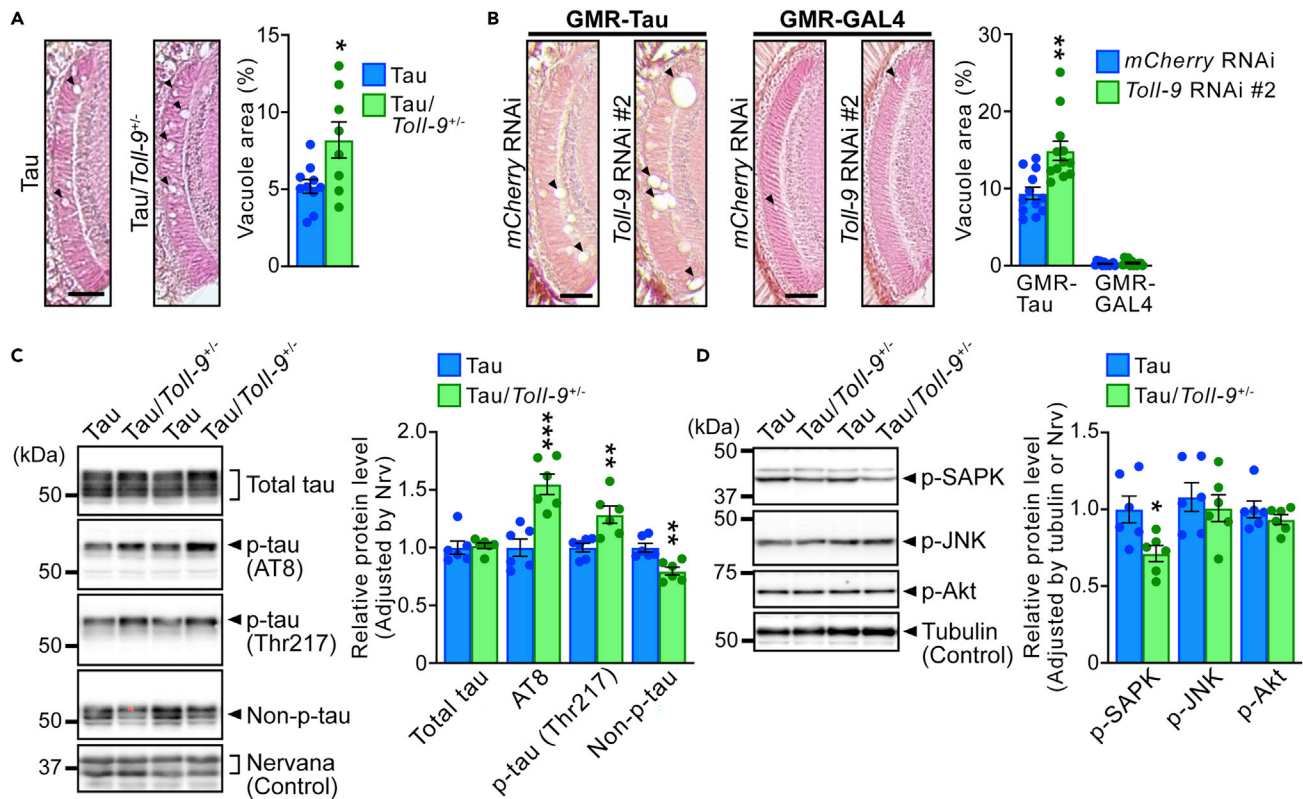 A
Tau
Tau/Toll-9+/-
Vacuole area (%)
15
10
5
0
*
Tau
Tau/
Toll-9+/-
B
GMR-Tau
GMR-GAL4
mCherry RNAi
Toll-9 RNAi #2
mCherry RNAi
Toll-9 RNAi #2
Vacuole area (%)
30
20
10
0
**
GMR-
Tau
GMR-
GAL4
mCherry RNAi
Toll-9 RNAi #2
C
(kDa)
Tau
Tau/Toll-9+/-
Tau
Tau/Toll-9+/-
50
Total tau
50
p-tau
(AT8)
50
p-tau
(Thr217)
50
Non-p-tau
37
Nervana
(Control)
Tau
Tau/Toll-9+/-
Relative protein level
(Adjusted by Nrv)
2.0
1.5
1.0
0.5
0
***
**
**
Total tau
AT8
p-tau (Thr217)
Non-p-tau
D
(kDa)
Tau
Tau/Toll-9+/-
Tau
Tau/Toll-9+/-
50
37
p-SAPK
50
p-JNK
75
p-Akt
50
Tubulin
(Control)
Tau
Tau/Toll-9+/-
Relative protein level
(Adjusted by tubulin or Nrv)
1.5
1.0
0.5
0
*
p-SAPK
p-JNK
p-Akt